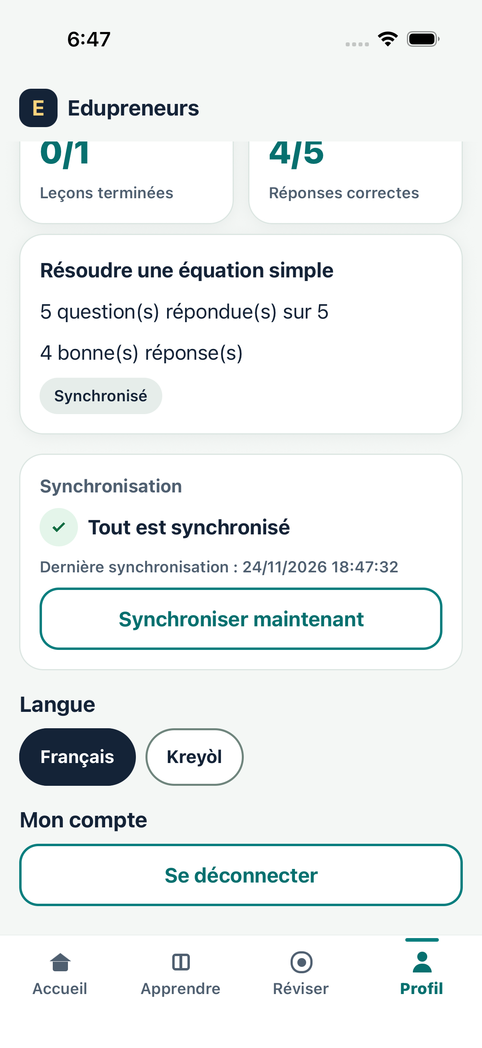 6:47
E Edupreneurs
0/1
Leçons terminées
4/5
Réponses correctes
Résoudre une équation simple
5 question(s) répondue(s) sur 5
4 bonne(s) réponse(s)
Synchronisé
Synchronisation
Tout est synchronisé
Dernière synchronisation : 24/11/2026 18:47:32
Synchroniser maintenant
Langue
Français
Kreyòl
Mon compte
Se déconnecter
Accueil
Apprendre
Réviser
Profil